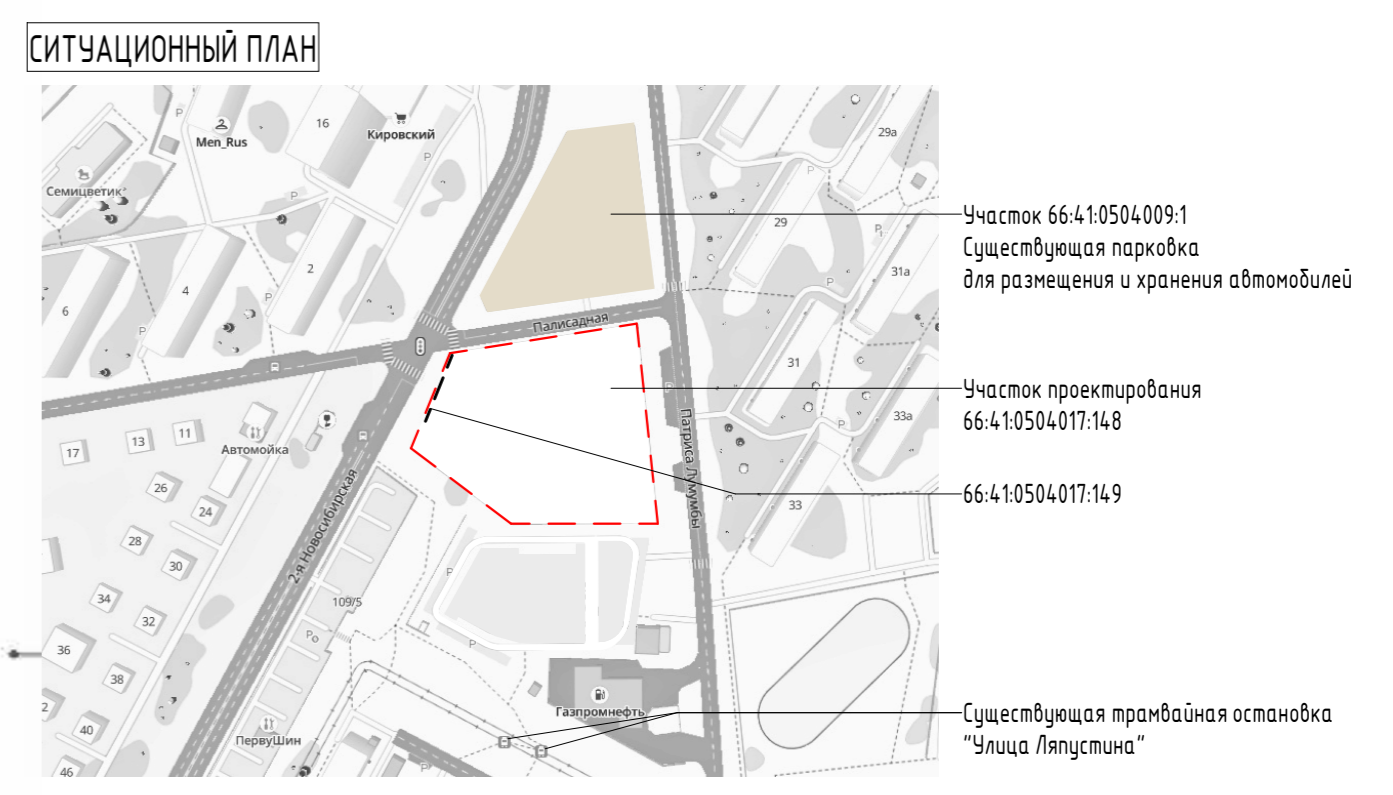 СИТУАЦИОННЫЙ ПЛАН
P
16
Men_Rus
Кировский
P
29а
Семицветик
P
29
P
2
31а
4
P
P
6
P
Палисадная
31
P
33а
P
11
13
17
Автомойка
Патриса Лумумбы
26
24
2-я Новосибирская
33
28
30
P
34
109/5
32
P
P
36
38
Газпромнефть
40
2
ПервуШин
P
46
Участок 66:41:0504009:1
Существующая парковка
для размещения и хранения автомобилей
Участок проектирования
66:41:0504017:148
66:41:0504017:149
Существующая трамвайная остановка
"Улица Ляпустина"